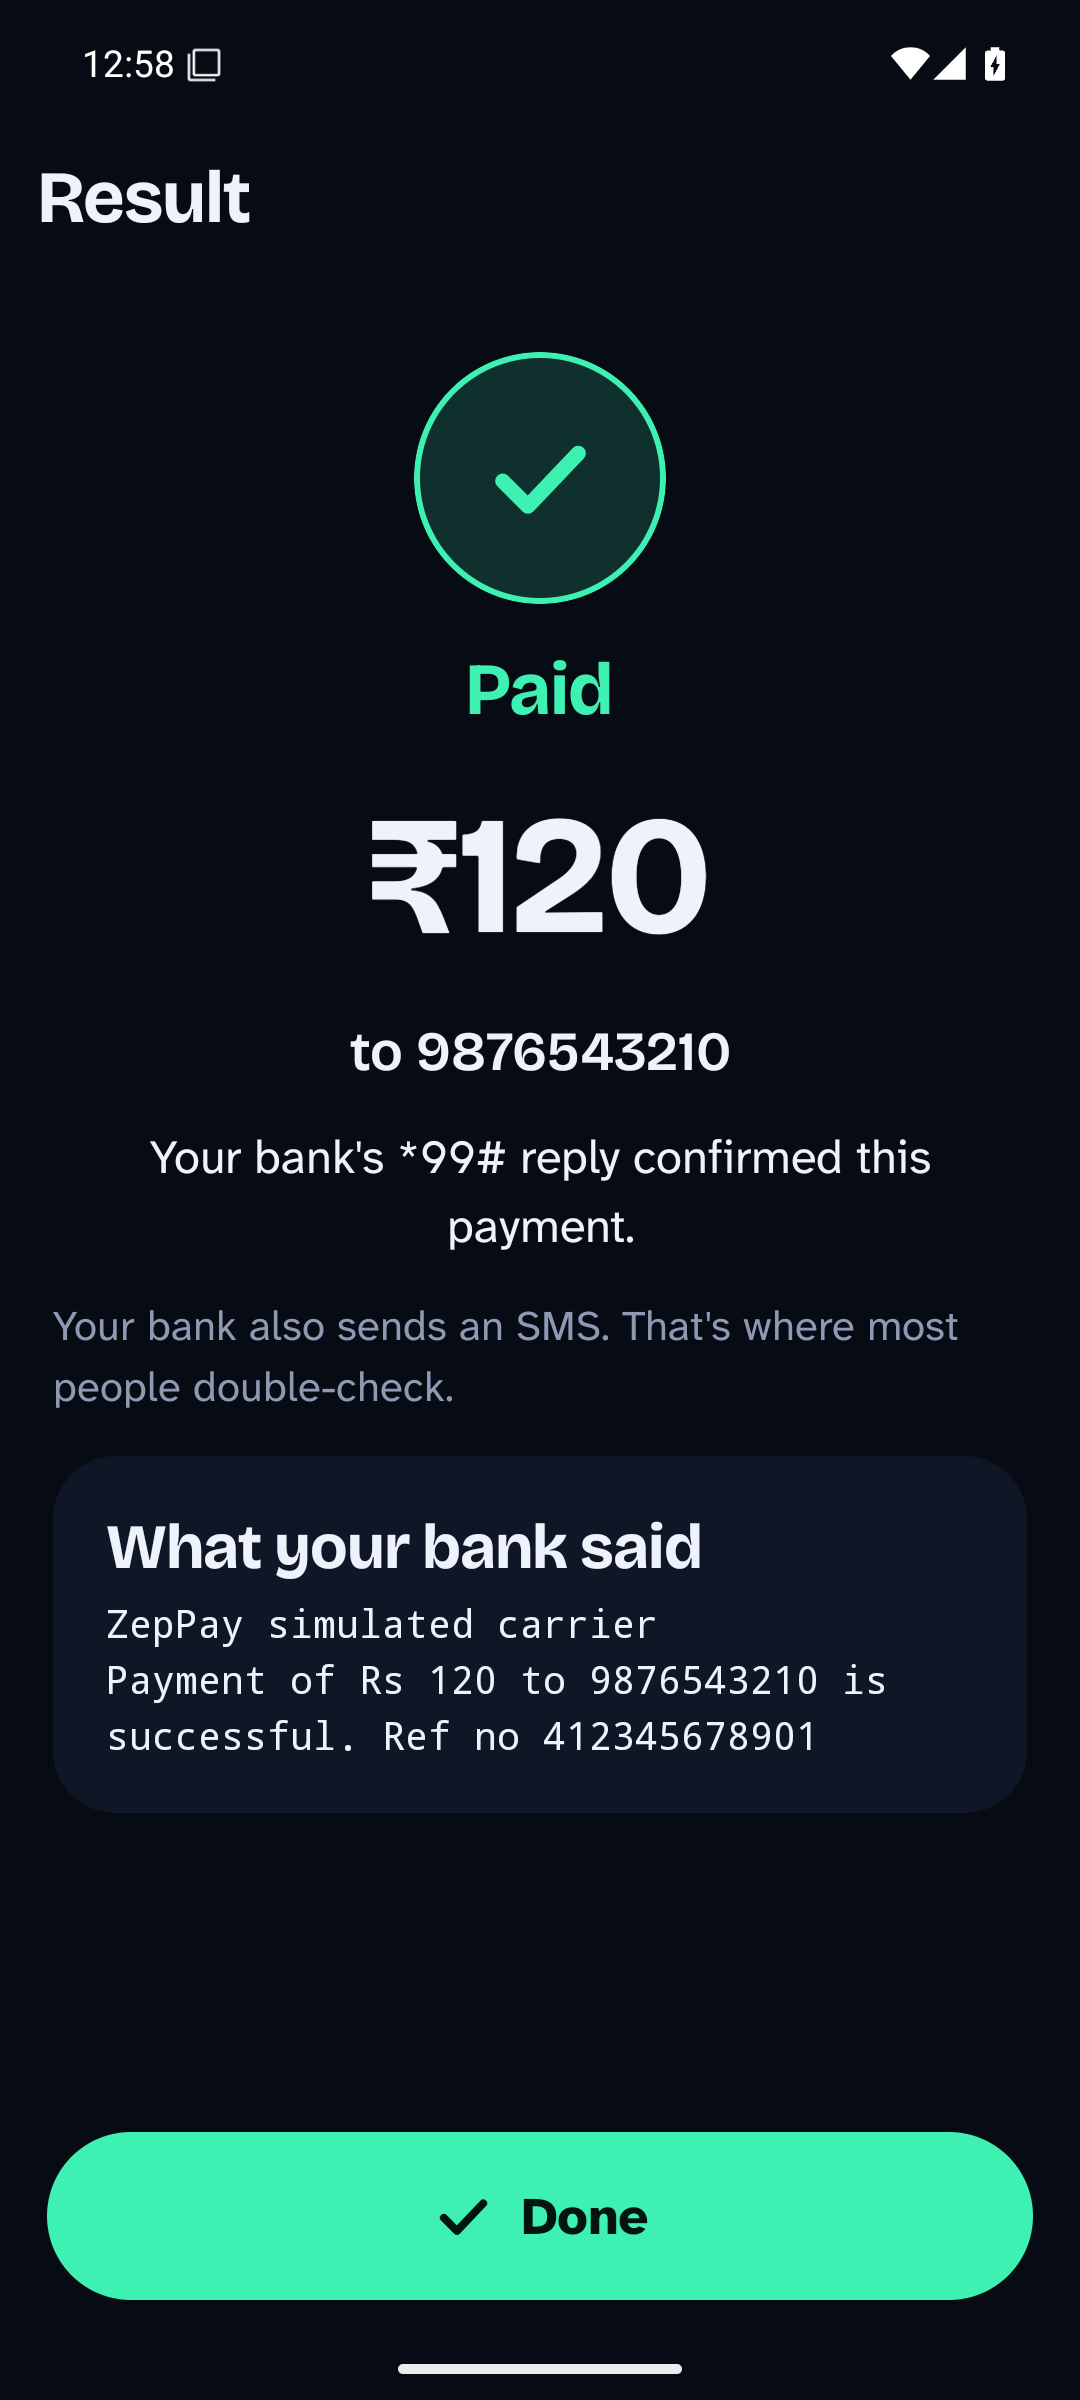 12:58
Result
Paid
₹120
to 9876543210
Your bank's *99# reply confirmed this
payment.
Your bank also sends an SMS. That's where most
people double-check.
What your bank said
ZepPay simulated carrier
Payment of Rs 120 to 9876543210 is
successful. Ref no 412345678901
Done